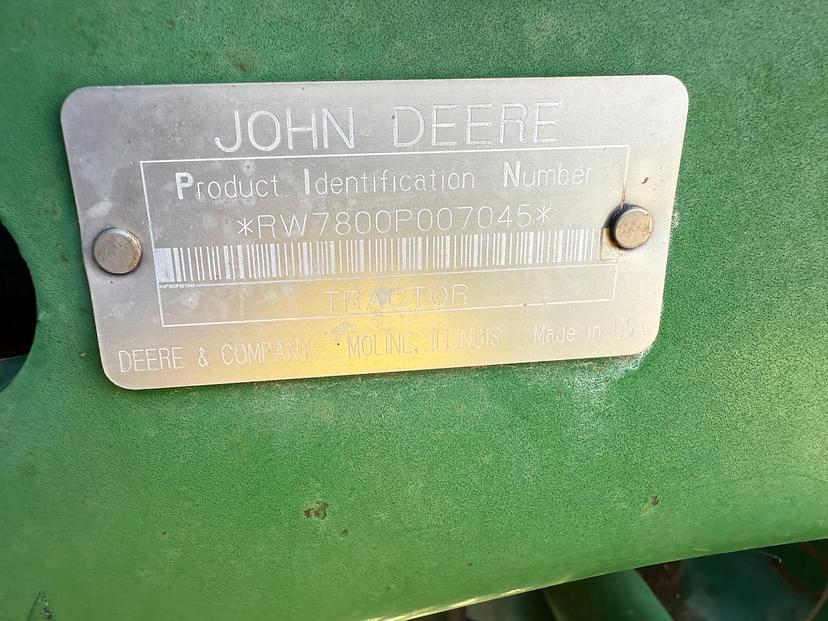 JOHN DEERE
Product Identification Number
*RW7800P007045*
TRACTOR
DEERE & COMPANY MOLINE, ILLINOIS Made in USA